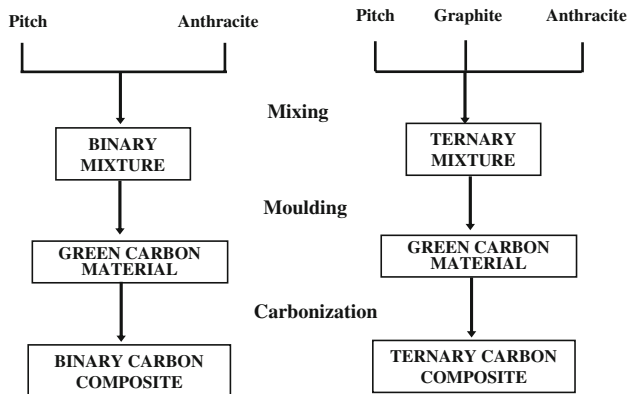 Pitch Anthracite
Pitch Graphite Anthracite
Mixing
BINARY
MIXTURE
TERNARY
MIXTURE
Moulding
GREEN CARBON
MATERIAL
GREEN CARBON
MATERIAL
Carbonization
BINARY CARBON
COMPOSITE
TERNARY CARBON
COMPOSITE